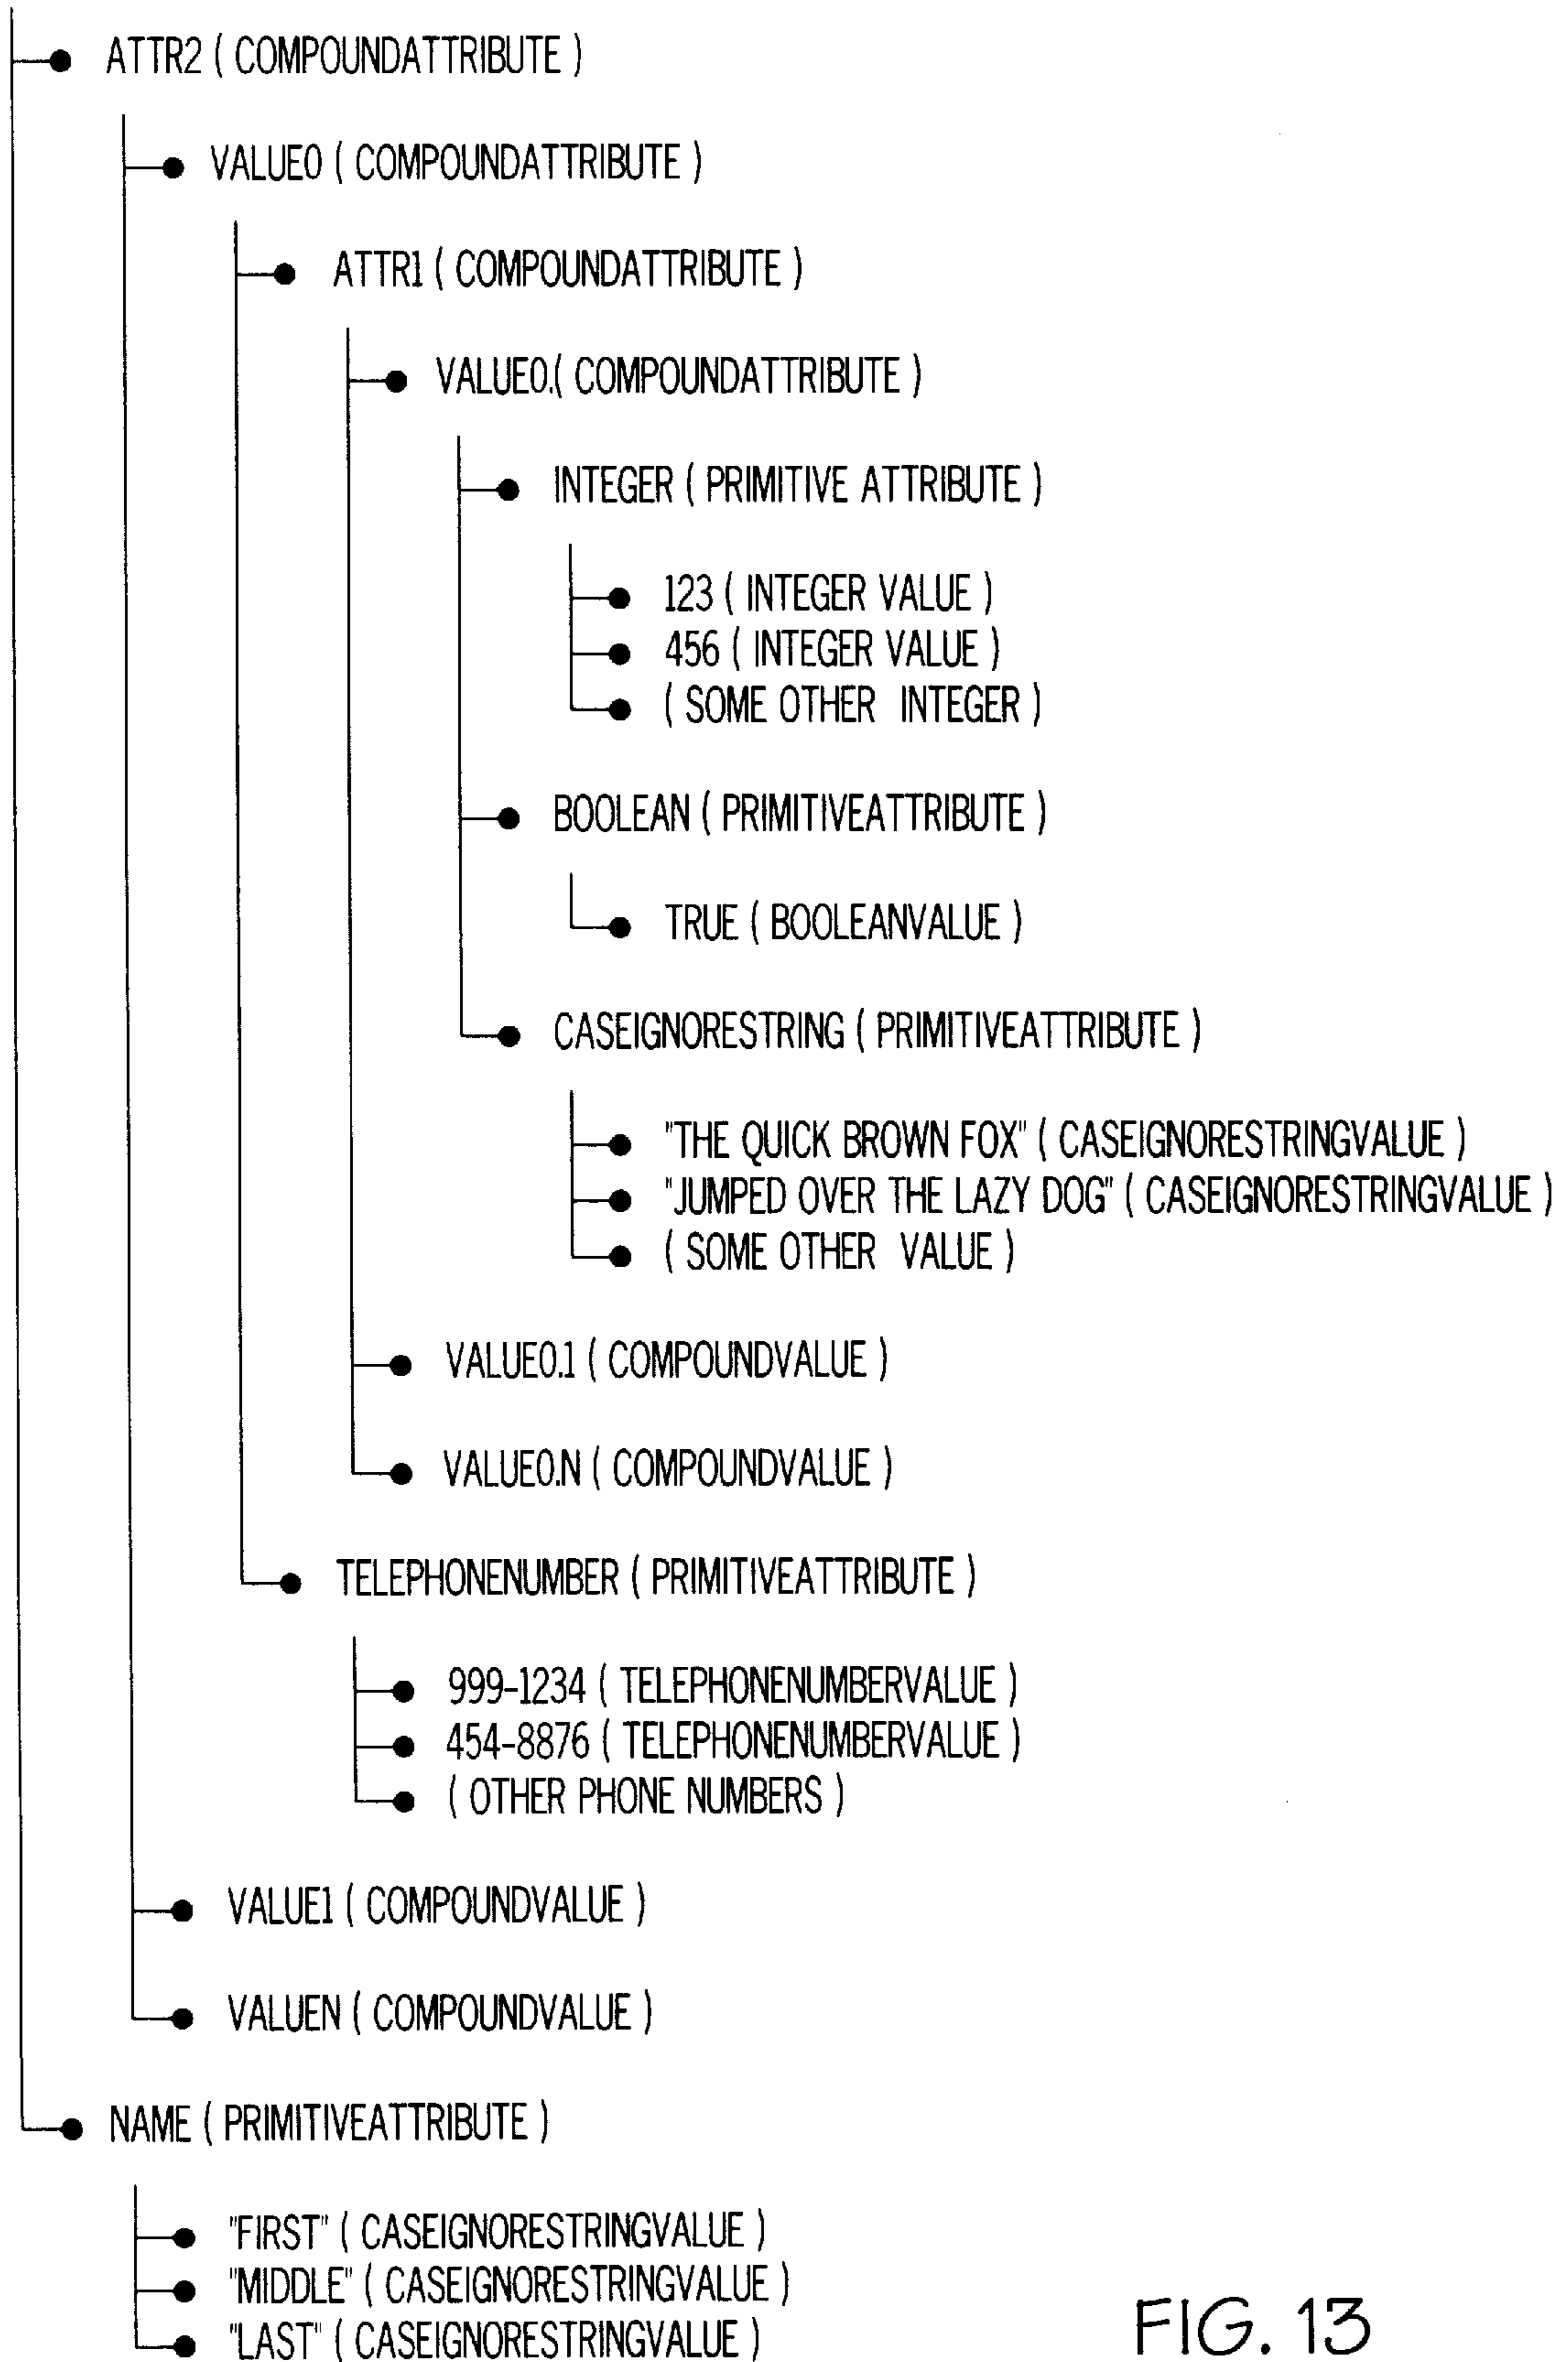 ATTR2 ( COMPOUNDATTRIBUTE )
VALUE0 ( COMPOUNDATTRIBUTE )
ATTR1 ( COMPOUNDATTRIBUTE )
VALUE0.( COMPOUNDATTRIBUTE )
INTEGER ( PRIMITIVE ATTRIBUTE )
123 ( INTEGER VALUE )
456 ( INTEGER VALUE )
( SOME OTHER INTEGER )
BOOLEAN ( PRIMITIVEATTRIBUTE )
TRUE ( BOOLEANVALUE )
CASEIGNORESTRING ( PRIMITIVEATTRIBUTE )
"THE QUICK BROWN FOX" ( CASEIGNORESTRINGVALUE )
"JUMPED OVER THE LAZY DOG" ( CASEIGNORESTRINGVALUE )
( SOME OTHER VALUE )
VALUE0.1 ( COMPOUNDVALUE )
VALUE0.N ( COMPOUNDVALUE )
TELEPHONENUMBER ( PRIMITIVEATTRIBUTE )
999-1234 ( TELEPHONENUMBERVALUE )
454-8876 ( TELEPHONENUMBERVALUE )
( OTHER PHONE NUMBERS )
VALUE1 ( COMPOUNDVALUE )
VALUEN ( COMPOUNDVALUE )
NAME ( PRIMITIVEATTRIBUTE )
"FIRST" ( CASEIGNORESTRINGVALUE )
"MIDDLE" ( CASEIGNORESTRINGVALUE )
"LAST" ( CASEIGNORESTRINGVALUE )
FIG. 13